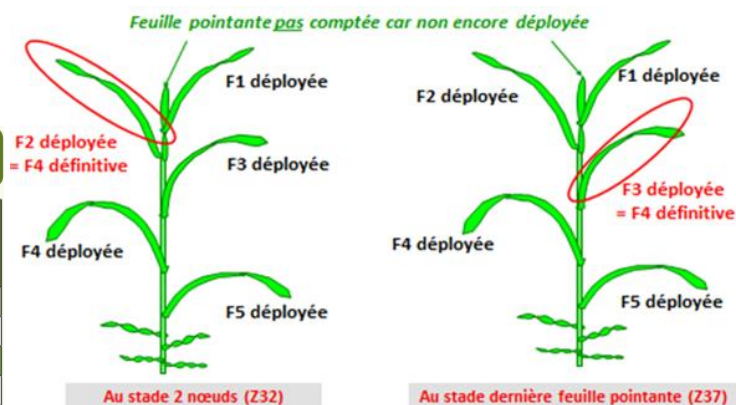 Feuille pointante pas comptée car non encore déployée
F1 déployée
F2 déployée
= F4 définitive
F3 déployée
F4 déployée
F5 déployée
Au stade 2 nœuds (Z32)
F1 déployée
F2 déployée
F3 déployée
= F4 définitive
F4 déployée
F5 déployée
Au stade dernière feuille pointante (Z37)